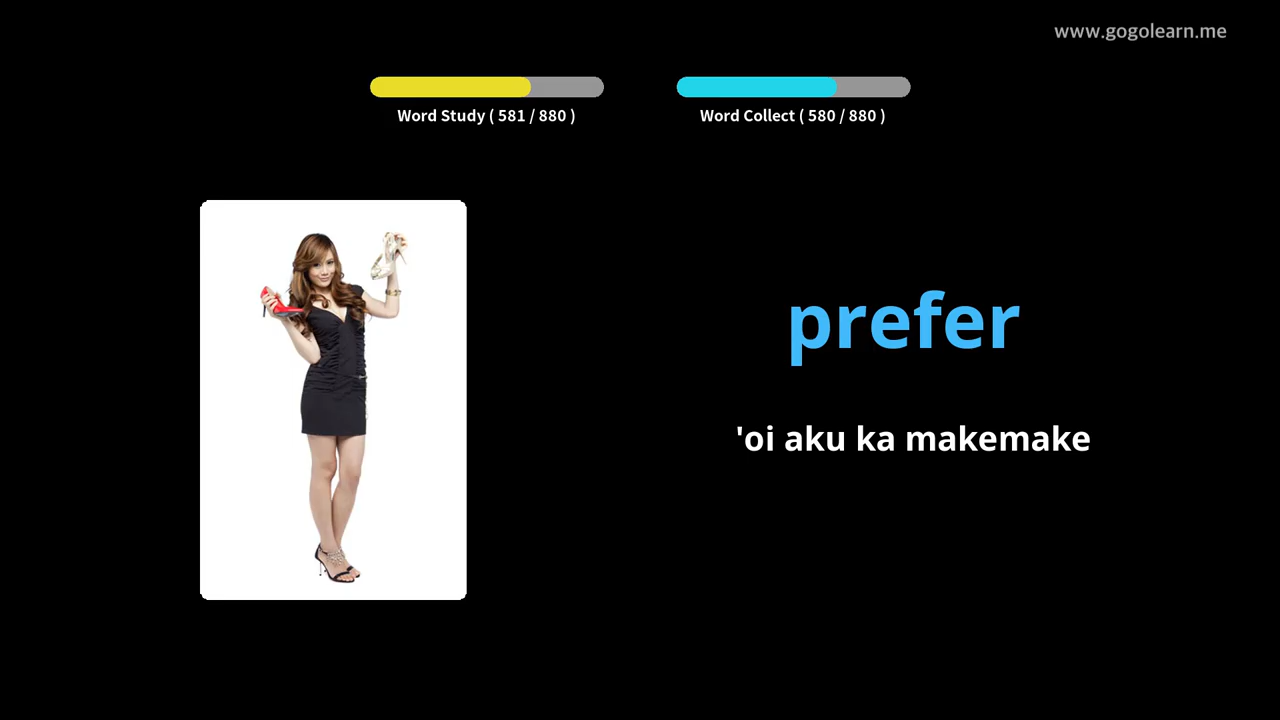 www.gogolearn.me
Word Study ( 581 / 880 )
Word Collect ( 580 / 880 )
prefer
'oi aku ka makemake